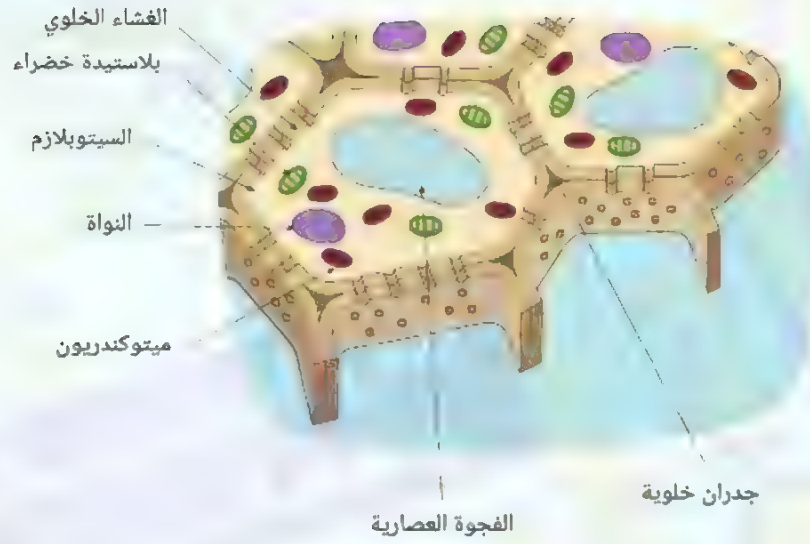 الغشاء الخلوي
بلاستيدة خضراء
السيتوبلازم
النواة
ميتوكندريون
جدران خلوية
الفجوة العصارية